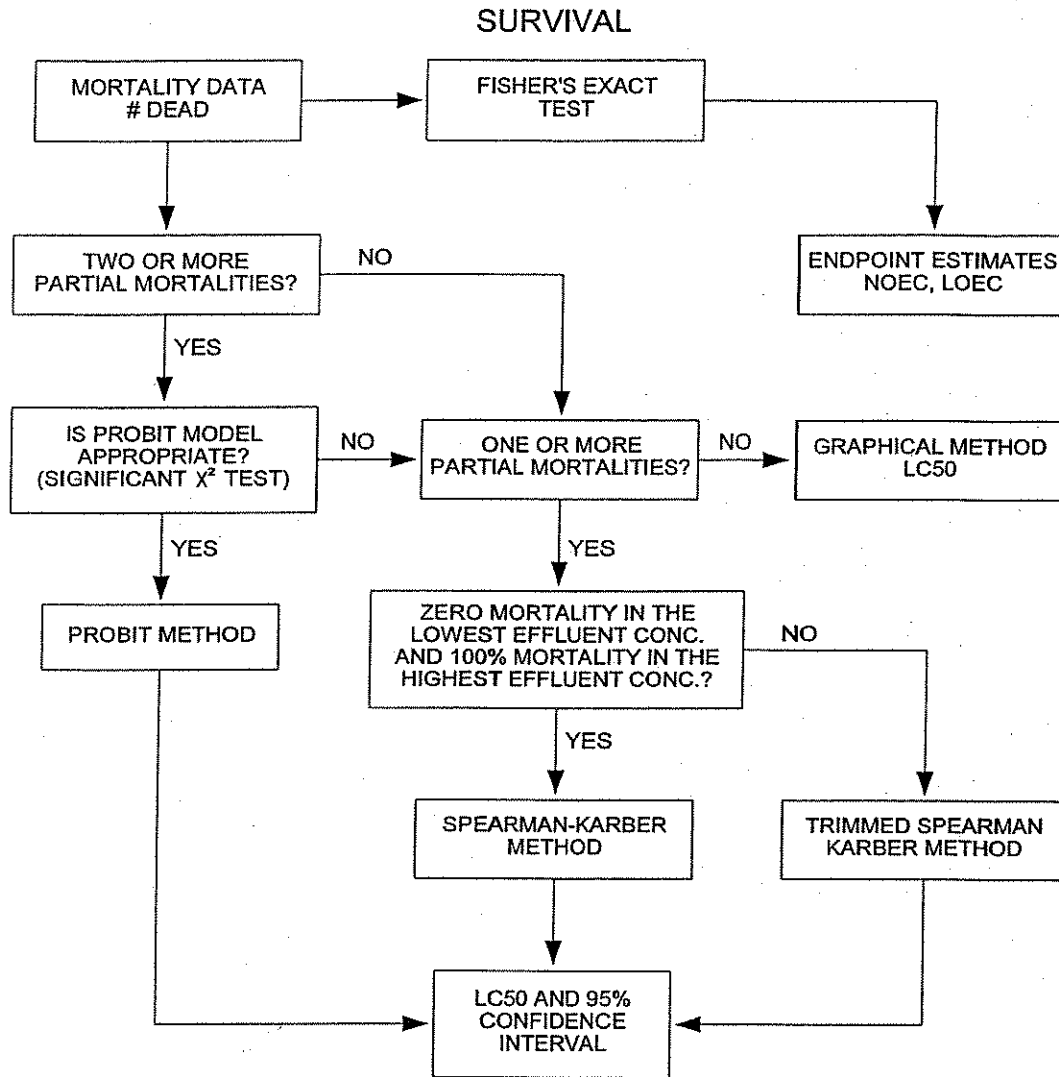 SURVIVAL
MORTALITY DATA
# DEAD
FISHER'S EXACT
TEST
TWO OR MORE
PARTIAL MORTALITIES?
NO
ENDPOINT ESTIMATES
NOEC, LOEC
YES
IS PROBIT MODEL
APPROPRIATE?
(SIGNIFICANT χ² TEST)
NO
ONE OR MORE
PARTIAL MORTALITIES?
NO
GRAPHICAL METHOD
LC50
YES
YES
PROBIT METHOD
ZERO MORTALITY IN THE
LOWEST EFFLUENT CONC.
AND 100% MORTALITY IN THE
HIGHEST EFFLUENT CONC.?
NO
YES
SPEARMAN-KARBER
METHOD
TRIMMED SPEARMAN
KARBER METHOD
LC50 AND 95%
CONFIDENCE
INTERVAL